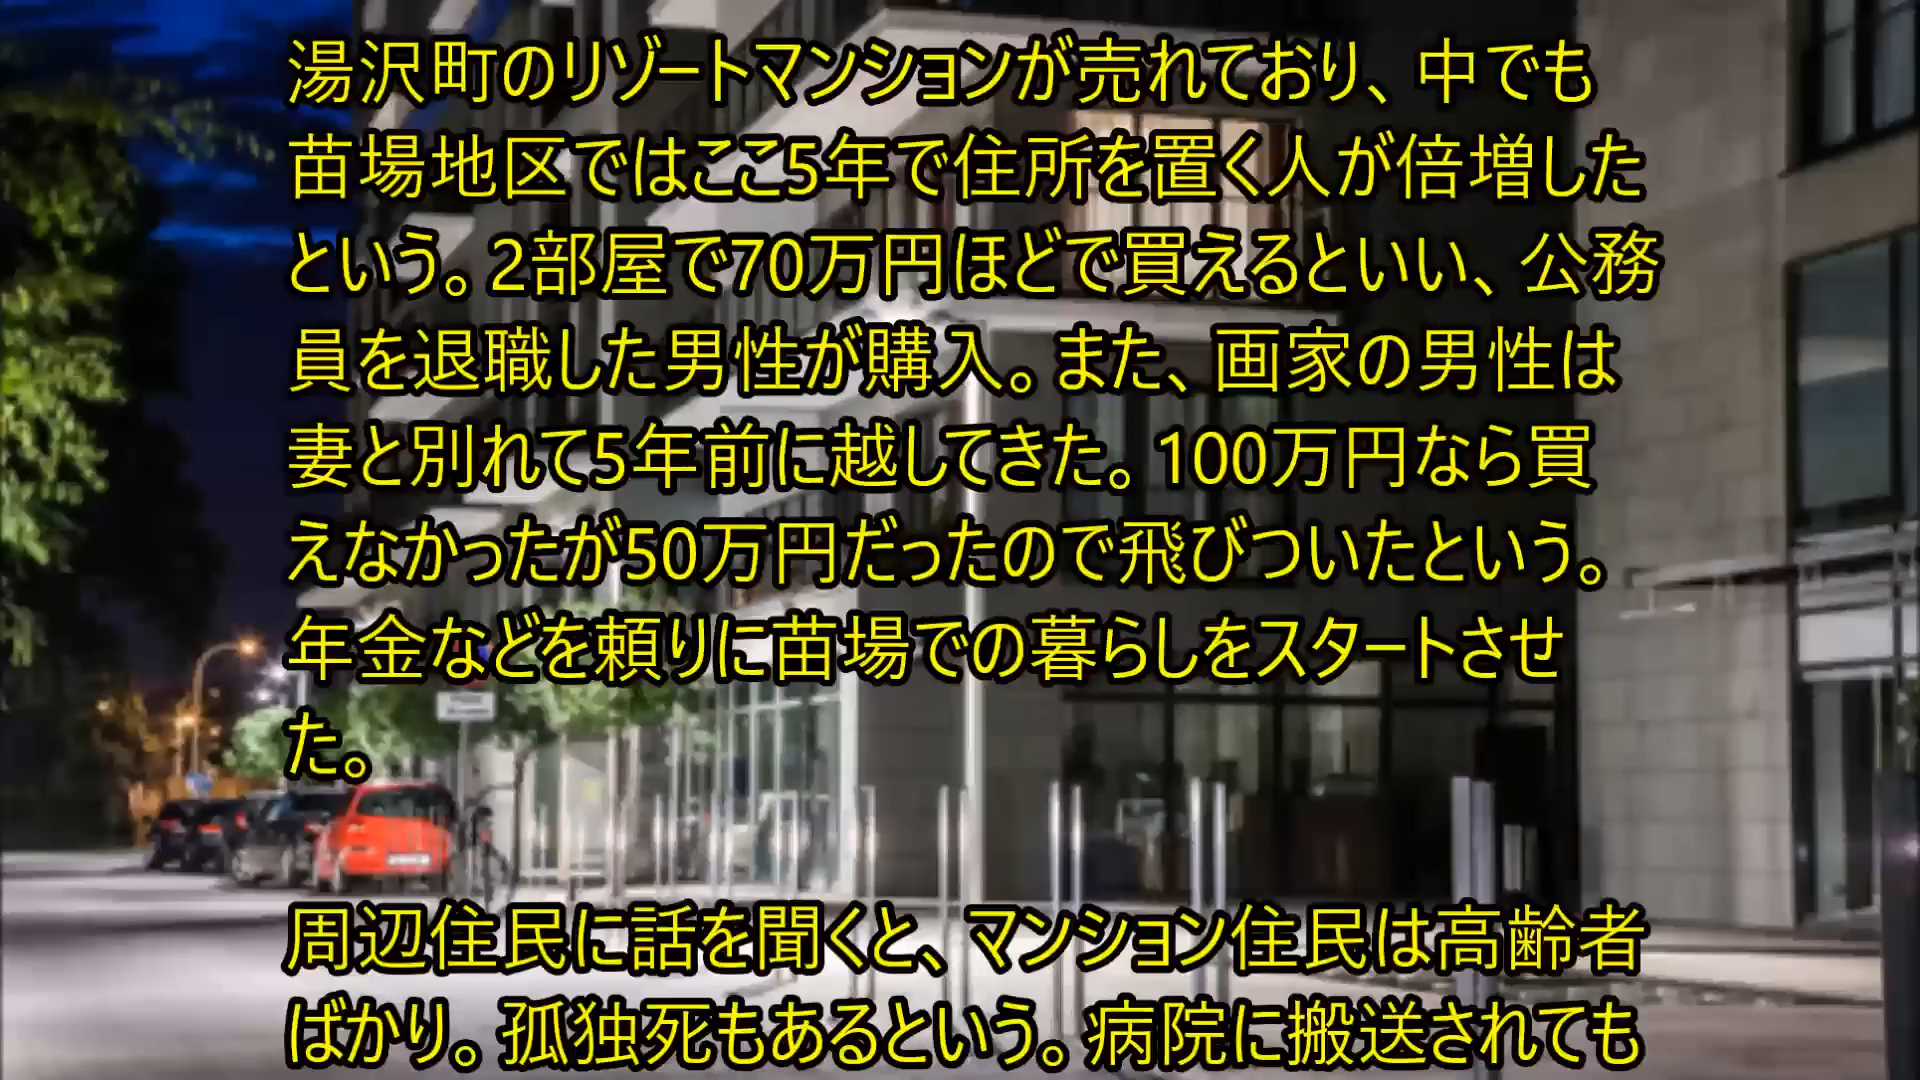 湯沢町のリゾートマンションが売れており、中でも
苗場地区ではここ5年で住所を置く人が倍増した
という。2部屋で70万円ほどで買えるといい、公務
員を退職した男性が購入。また、画家の男性は
妻と別れて5年前に越してきた。100万円なら買
えなかったが50万円だったので飛びついたという。
年金などを頼りに苗場での暮らしをスタートさせ
た。
周辺住民に話を聞くと、マンション住民は高齢者
ばかり。孤独死もあるという。病院に搬送されても